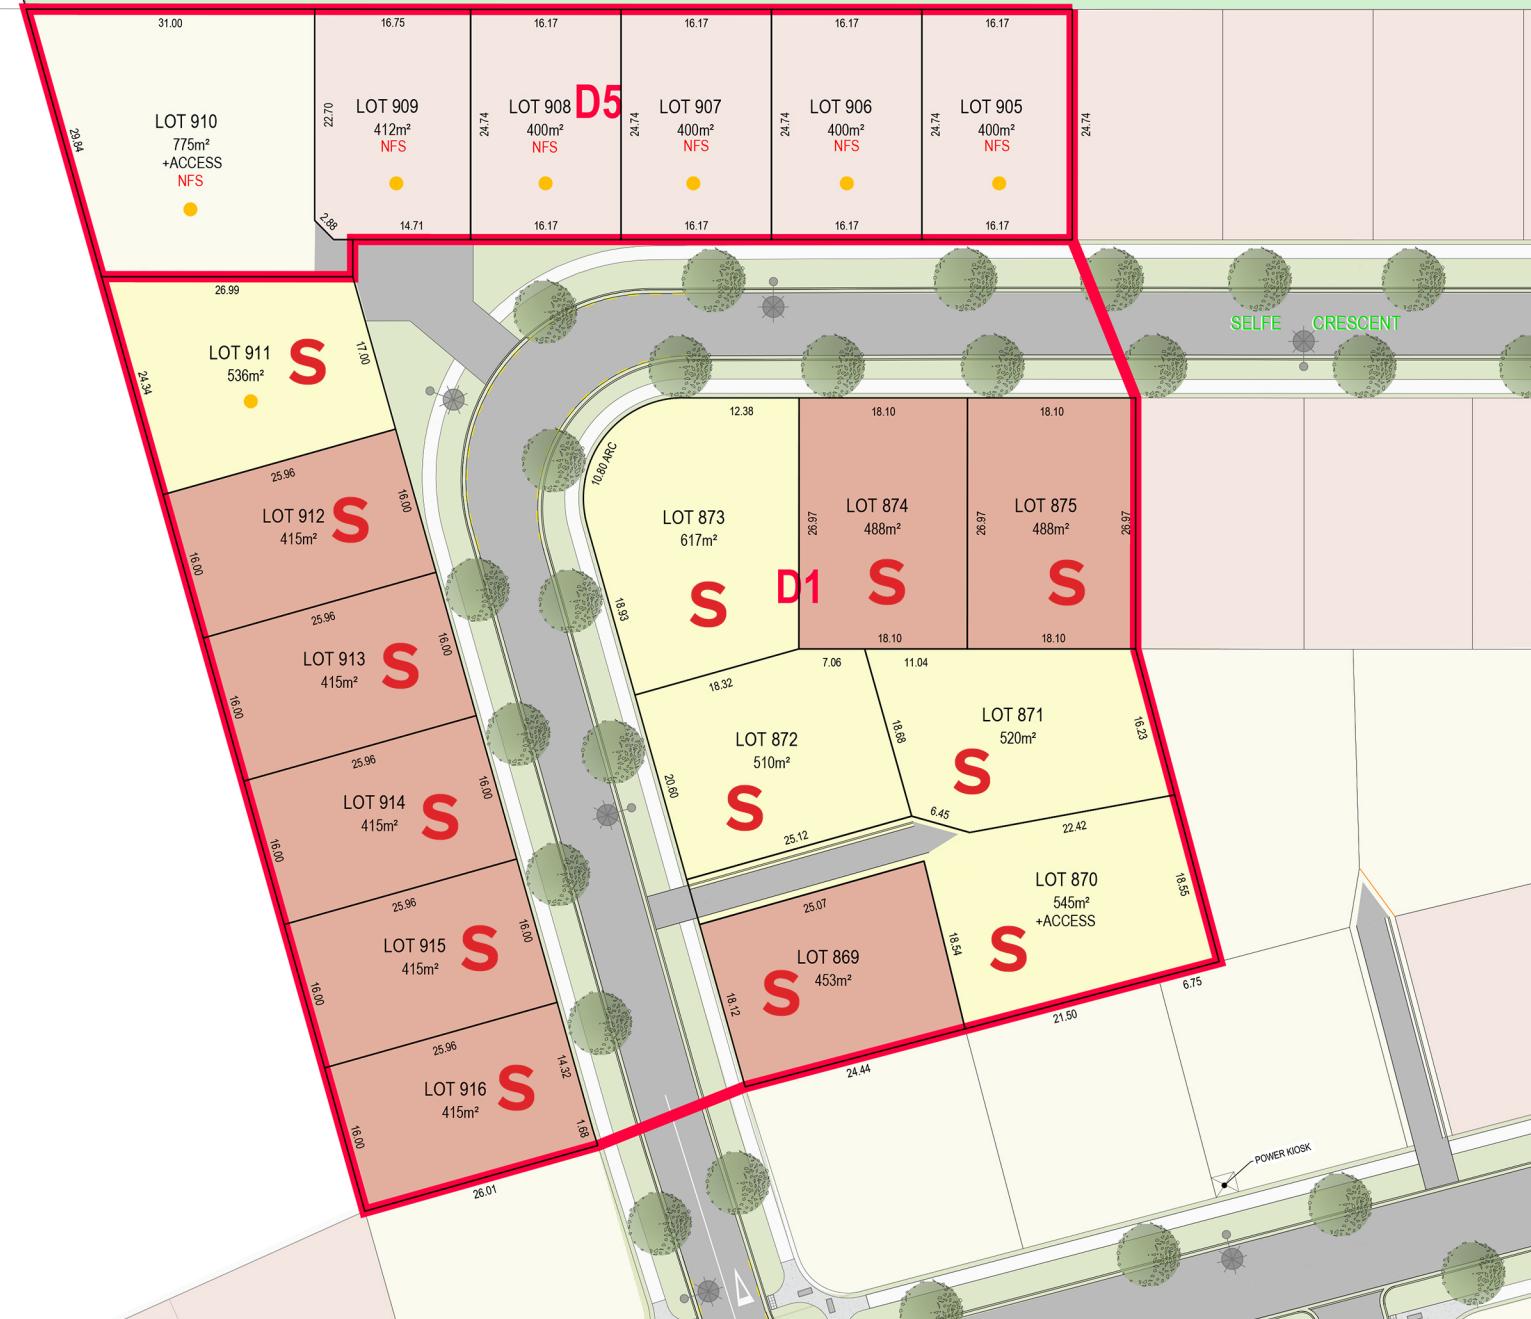 31.00
16.75
16.17
16.17
16.17
16.17
29.84
LOT 910
775m²
+ACCESS
NFS
22.70
LOT 909
412m²
NFS
24.74
LOT 908
400m²
NFS
D5
24.74
LOT 907
400m²
NFS
24.74
LOT 906
400m²
NFS
24.74
LOT 905
400m²
NFS
24.74
2.88
14.71
16.17
16.17
16.17
16.17
26.99
SELFE CRESCENT
24.34
LOT 911
536m²
S
17.00
25.96
16.00
LOT 912
415m²
S
16.00
25.96
16.00
LOT 913
415m²
S
16.00
25.96
16.00
LOT 914
415m²
S
16.00
25.96
16.00
LOT 915
415m²
S
16.00
25.96
16.00
LOT 916
415m²
S
14.32
1.68
26.01
12.38
18.10
18.10
10.80 ARC
LOT 873
617m²
S
18.93
D1
26.97
LOT 874
488m²
S
26.97
LOT 875
488m²
S
26.97
18.10
18.10
18.32
7.06
11.04
LOT 872
510m²
S
20.60
25.12
18.68
LOT 871
520m²
S
16.23
6.45
22.42
LOT 870
545m²
+ACCESS
S
18.55
25.07
LOT 869
453m²
S
18.54
18.12
24.44
21.50
6.75
POWER KIOSK